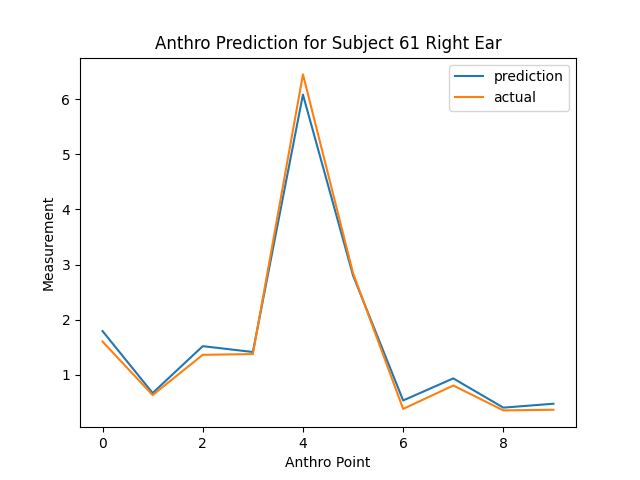 Anthro Prediction for Subject 61 Right Ear
prediction
actual
6
5
4
3
2
1
Measurement
0 2 4 6 8
Anthro Point